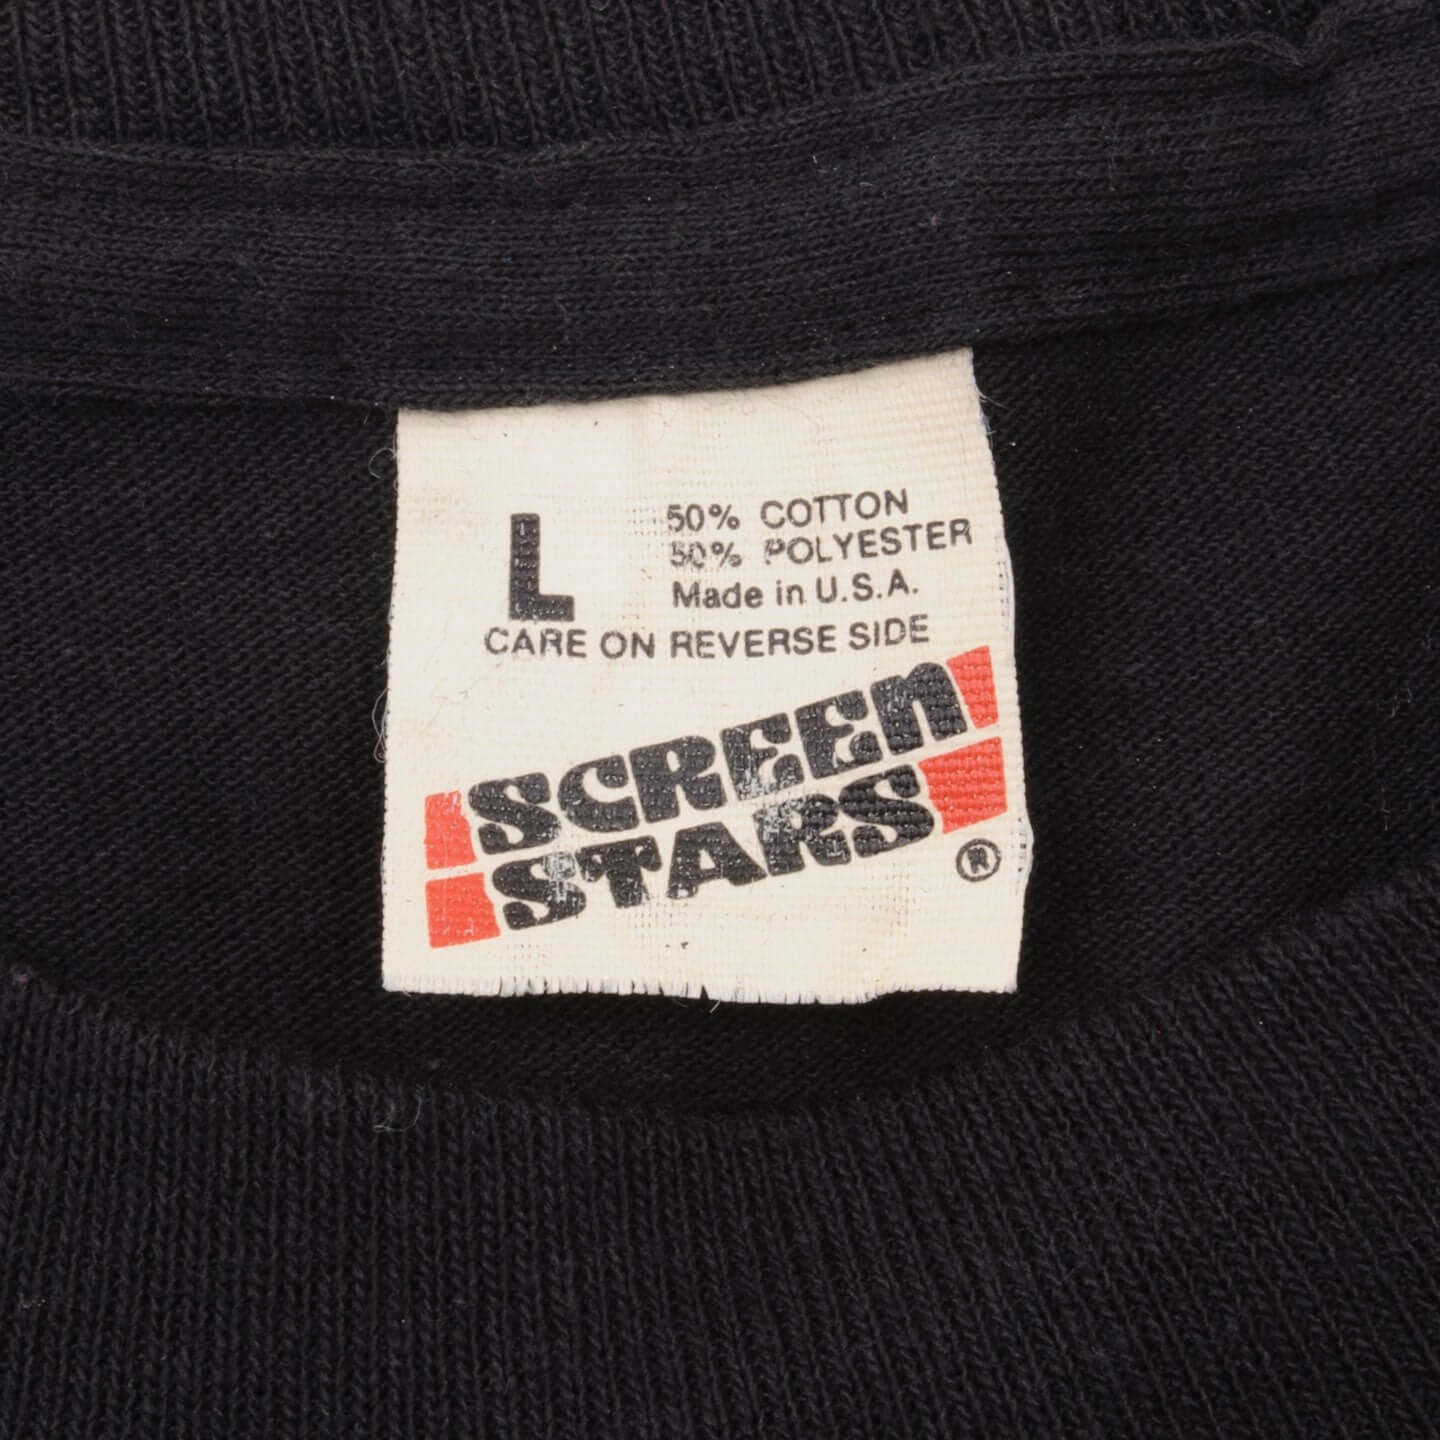 L
50% COTTON
50% POLYESTER
Made in U.S.A.
CARE ON REVERSE SIDE
SCREEN
STARS
®